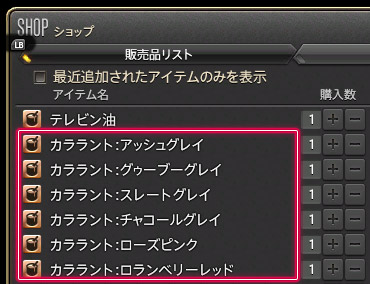 SHOP ショップ
LB
販売品リスト
最近追加されたアイテムのみを表示
アイテム名 購入数
テレビン油 1
カララント:アッシュグレイ 1
カララント:グゥーブーグレイ 1
カララント:スレートグレイ 1
カララント:チャコールグレイ 1
カララント:ローズピンク 1
カララント:ロランベリーレッド 1